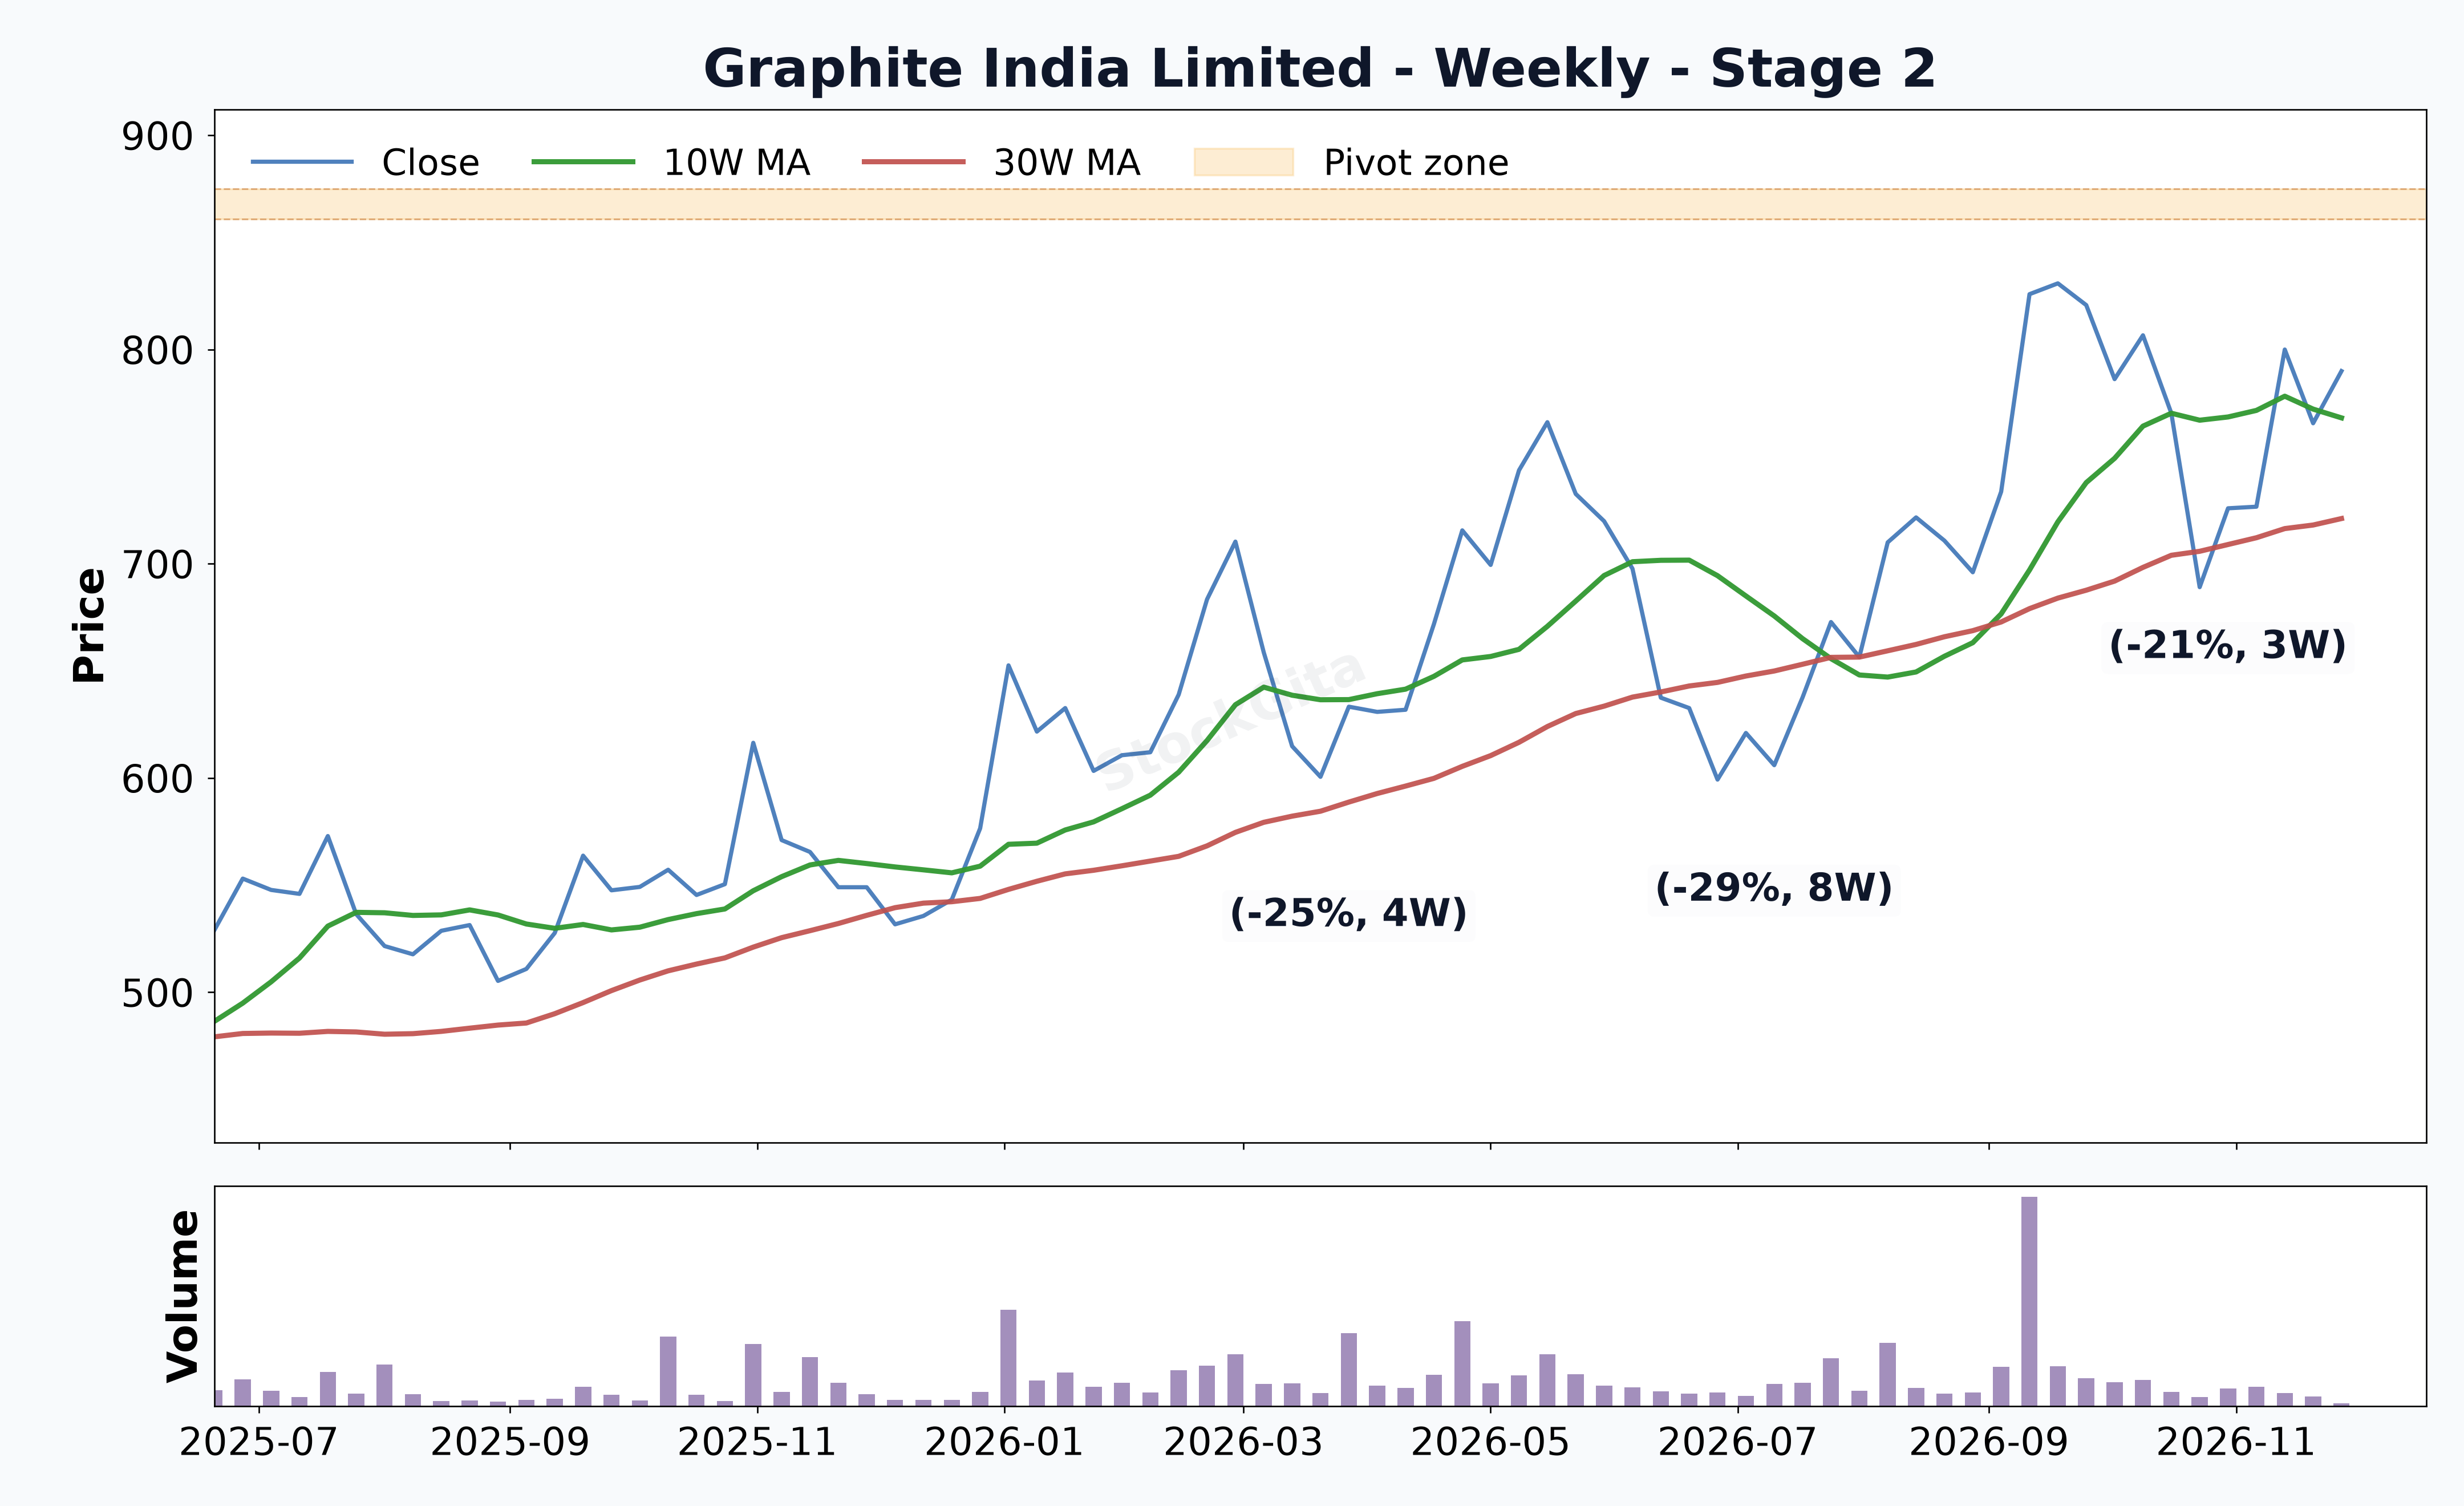 Graphite India Limited - Weekly - Stage 2
Close
10W MA
30W MA
Pivot zone
900
800
700
600
500
Price
StockGita
(-25%, 4W)
(-29%, 8W)
(-21%, 3W)
Volume
2025-07
2025-09
2025-11
2026-01
2026-03
2026-05
2026-07
2026-09
2026-11